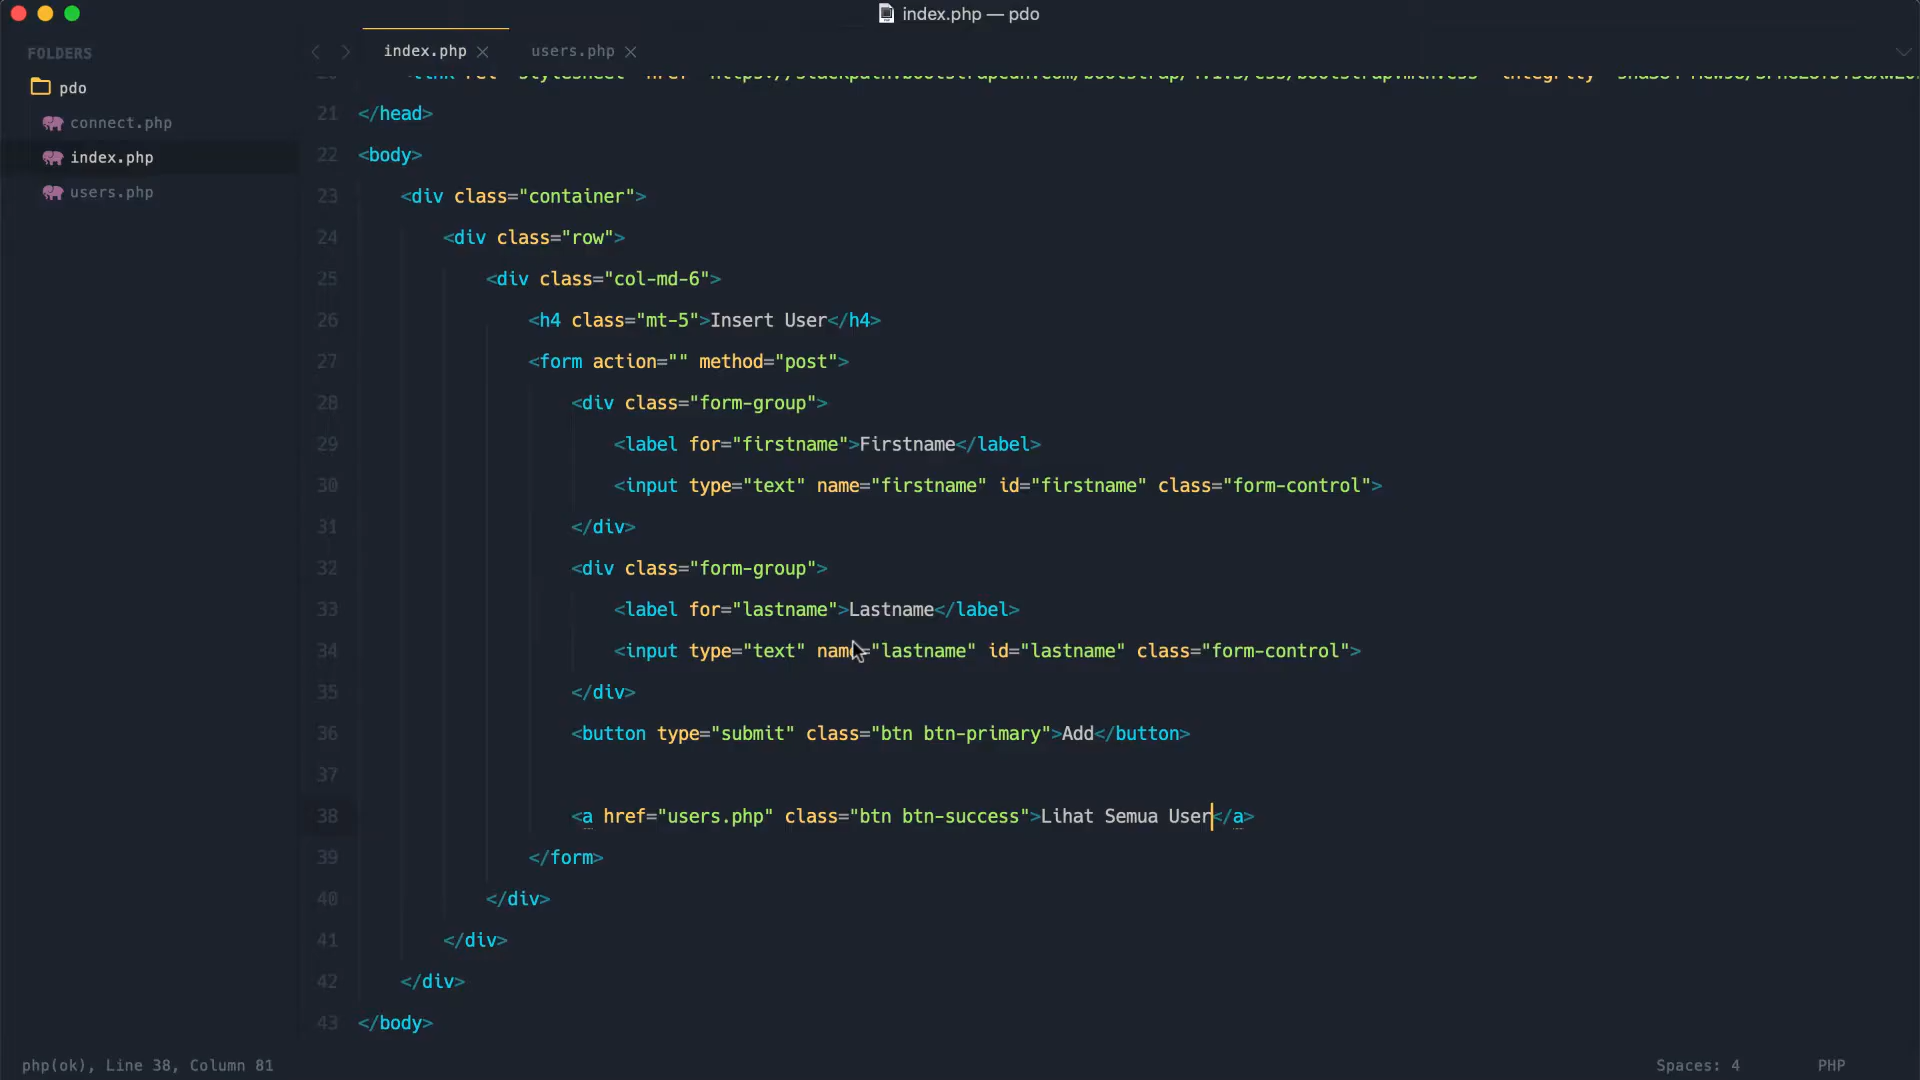 index.php — pdo
FOLDERS
pdo
connect.php
index.php
users.php
index.php
users.php
21 </head>
22 <body>
23 <div class="container">
24 <div class="row">
25 <div class="col-md-6">
26 <h4 class="mt-5">Insert User</h4>
27 <form action="" method="post">
28 <div class="form-group">
29 <label for="firstname">Firstname</label>
30 <input type="text" name="firstname" id="firstname" class="form-control">
31 </div>
32 <div class="form-group">
33 <label for="lastname">Lastname</label>
34 <input type="text" name="lastname" id="lastname" class="form-control">
35 </div>
36 <button type="submit" class="btn btn-primary">Add</button>
37
38 <a href="users.php" class="btn btn-success">Lihat Semua User</a>
39 </form>
40 </div>
41 </div>
42 </div>
43 </body>
php(ok), Line 38, Column 81
Spaces: 4
PHP